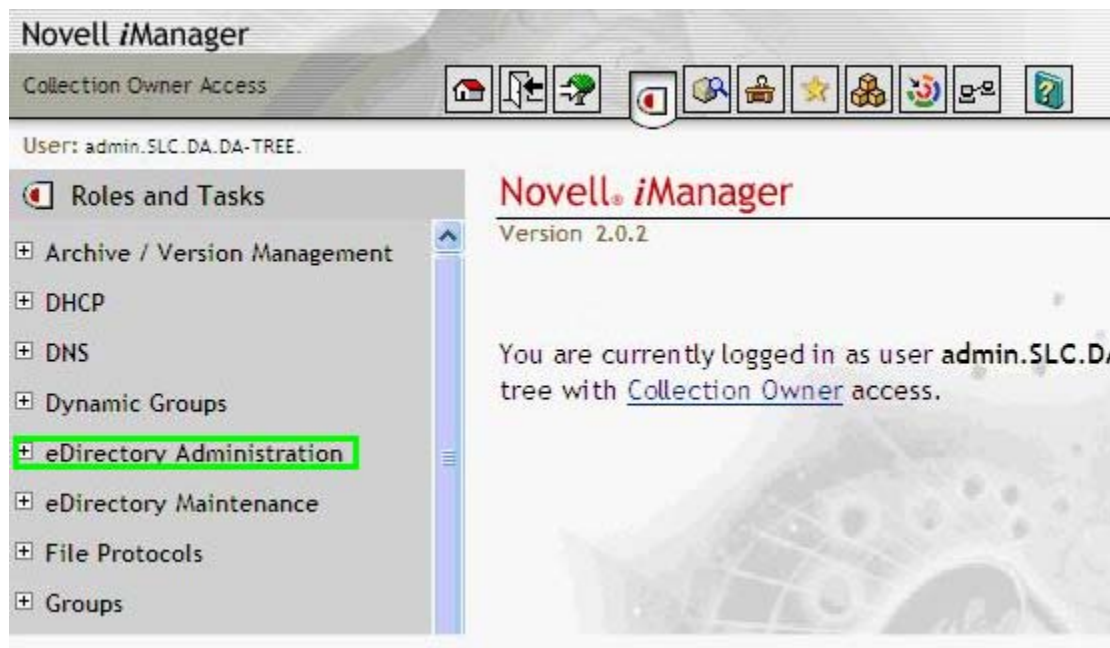 Novell iManager
Collection Owner Access
User: admin.SLC.DA.DA-TREE.
Roles and Tasks
Archive / Version Management
DHCP
DNS
Dynamic Groups
eDirectory Administration
eDirectory Maintenance
File Protocols
Groups
Novell® iManager
Version 2.0.2
You are currently logged in as user admin.SLC.DA
tree with Collection Owner access.